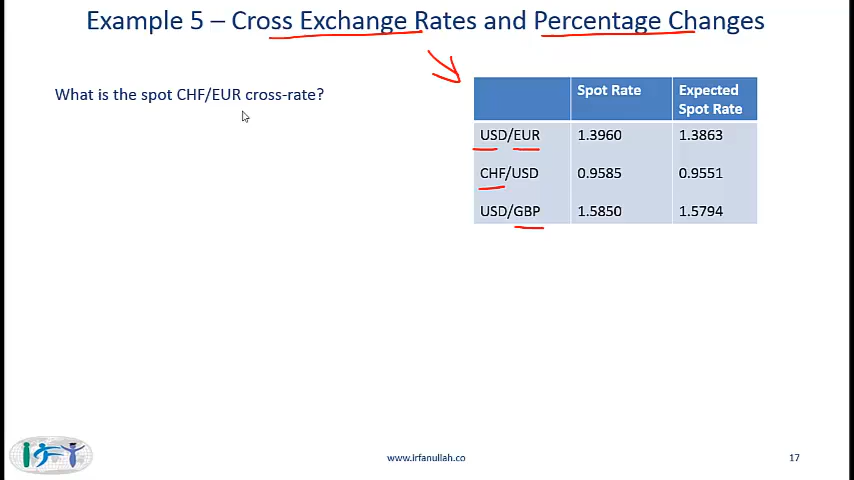 Example 5 – Cross Exchange Rates and Percentage Changes
What is the spot CHF/EUR cross-rate?
Spot Rate Expected Spot Rate
USD/EUR 1.3960 1.3863
CHF/USD 0.9585 0.9551
USD/GBP 1.5850 1.5794
IFT
www.irfanullah.co 17